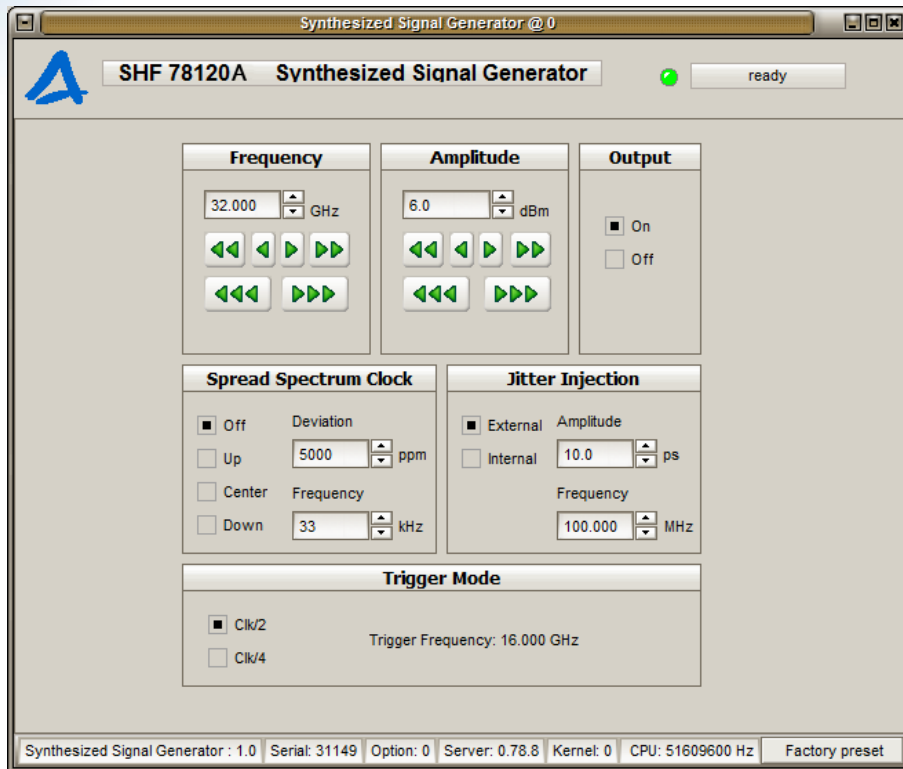 Synthesized Signal Generator @ 0
SHF 78120A Synthesized Signal Generator
ready
Frequency
32.000 GHz
Amplitude
6.0 dBm
Output
On
Off
Spread Spectrum Clock
Off
Up
Center
Down
Deviation
5000 ppm
Frequency
33 kHz
Jitter Injection
External
Internal
Amplitude
10.0 ps
Frequency
100.000 MHz
Trigger Mode
Clk/2
Clk/4
Trigger Frequency: 16.000 GHz
Synthesized Signal Generator : 1.0 Serial: 31149 Option: 0 Server: 0.78.8 Kernel: 0 CPU: 51609600 Hz Factory preset